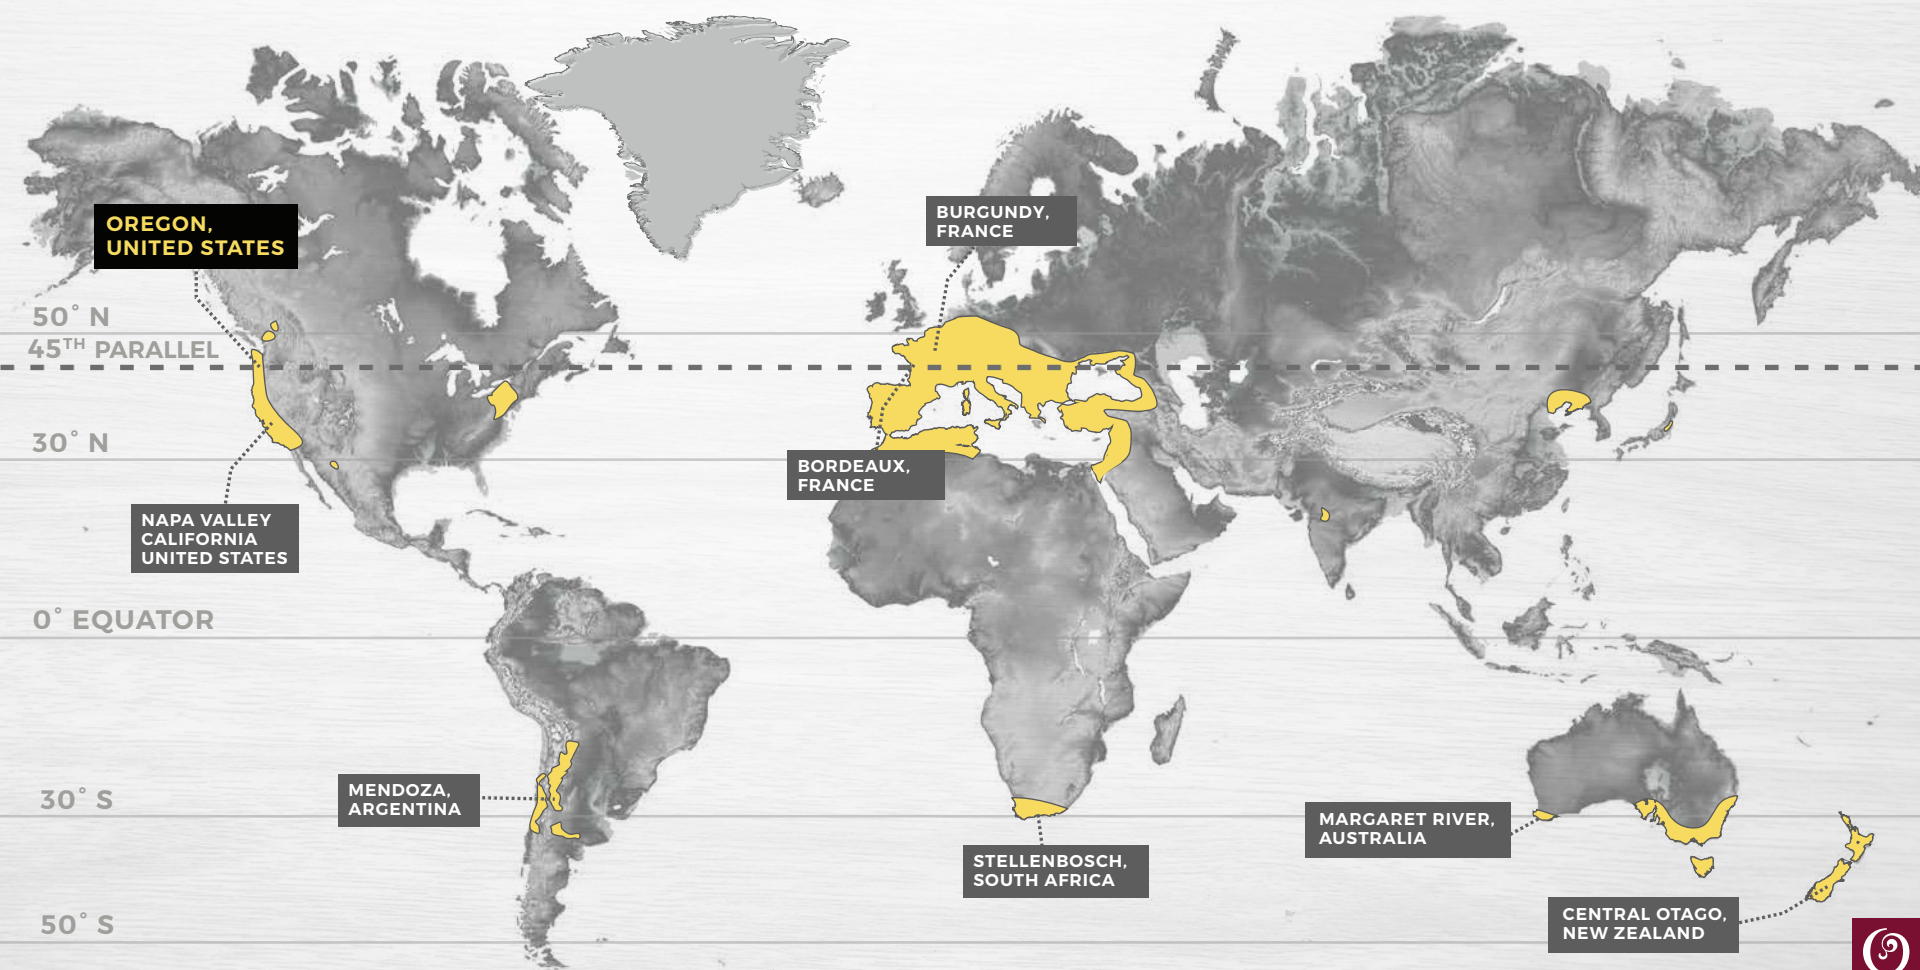 OREGON,
UNITED STATES
BURGUNDY,
FRANCE
50° N
45TH PARALLEL
30° N
BORDEAUX,
FRANCE
NAPA VALLEY
CALIFORNIA
UNITED STATES
0° EQUATOR
MENDOZA,
ARGENTINA
30° S
MARGARET RIVER,
AUSTRALIA
STELLENBOSCH,
SOUTH AFRICA
CENTRAL OTAGO,
NEW ZEALAND
50° S